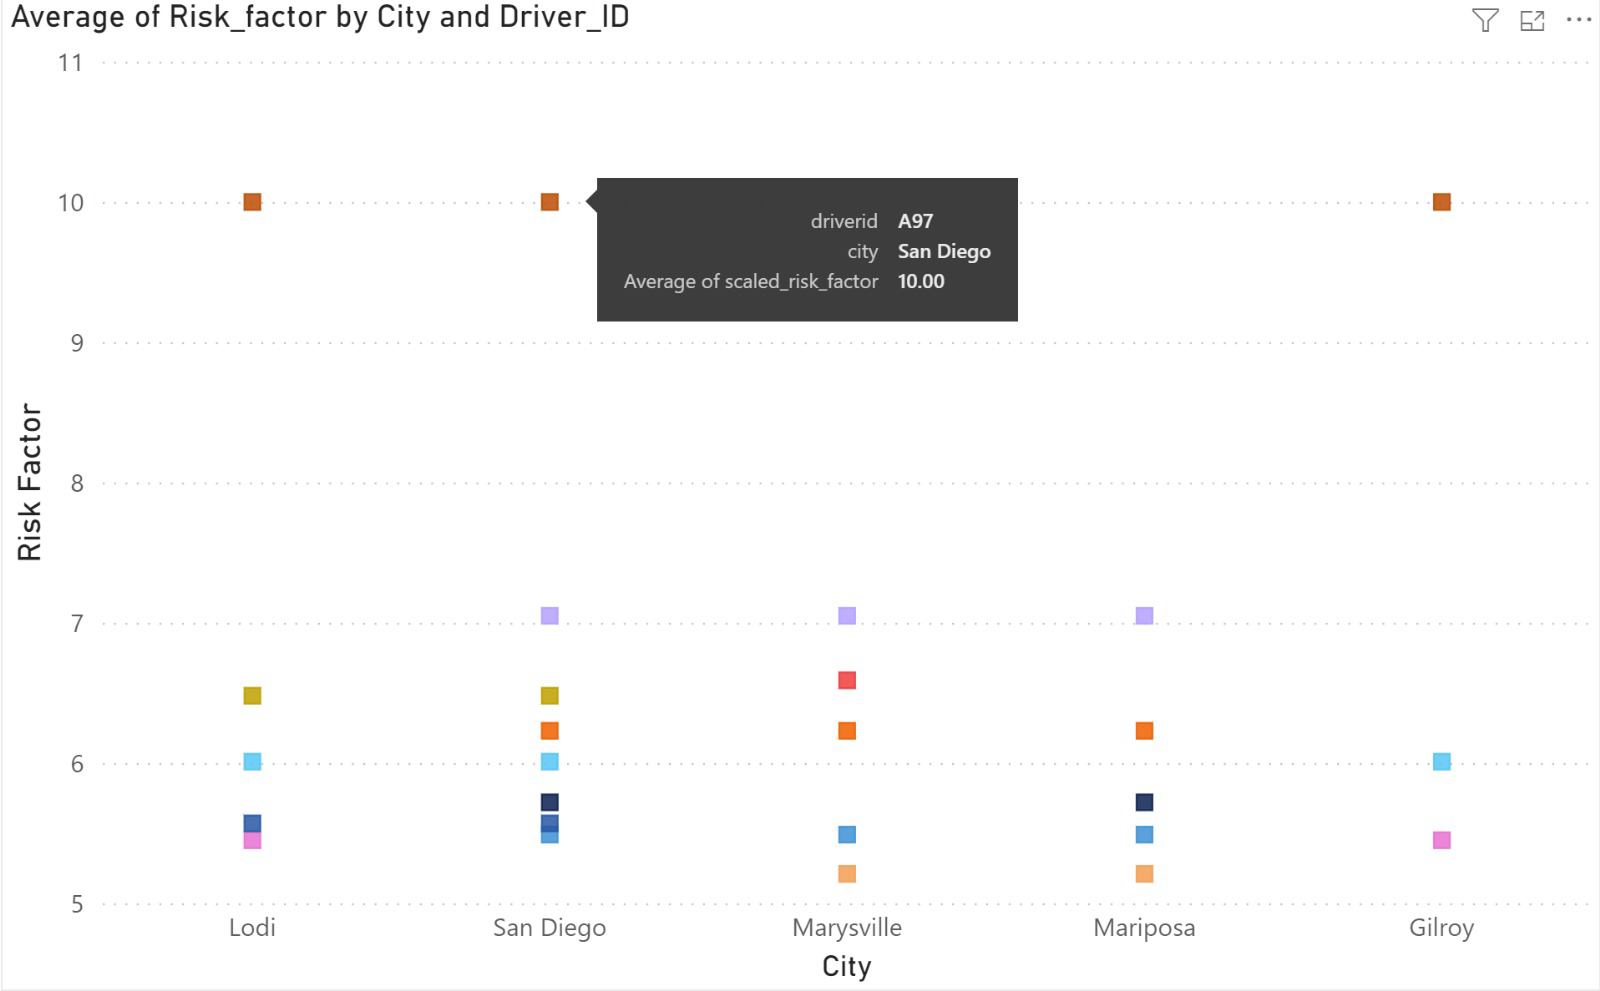 Average of Risk_factor by City and Driver_ID
11
10
9
8
7
6
5
Risk Factor
driverid A97
city San Diego
Average of scaled_risk_factor 10.00
Lodi San Diego Marysville Mariposa Gilroy
City